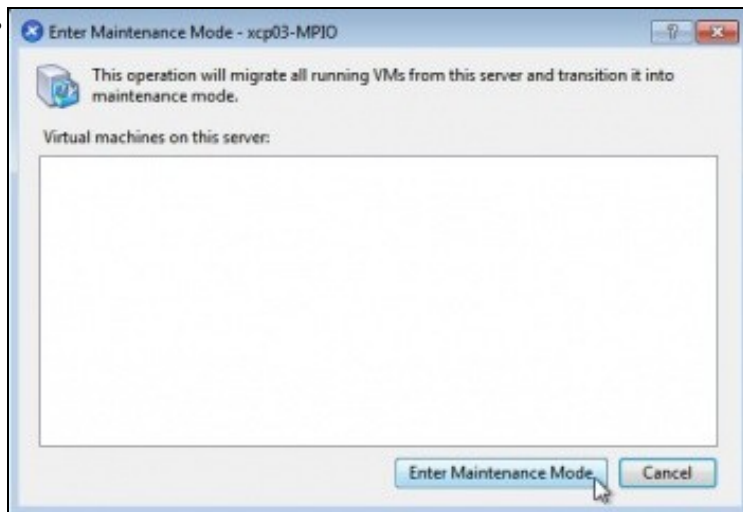 Enter Maintenance Mode - xcp03-MPIO
This operation will migrate all running VMs from this server and transition it into
maintenance mode.
Virtual machines on this server:
Enter Maintenance Mode
Cancel